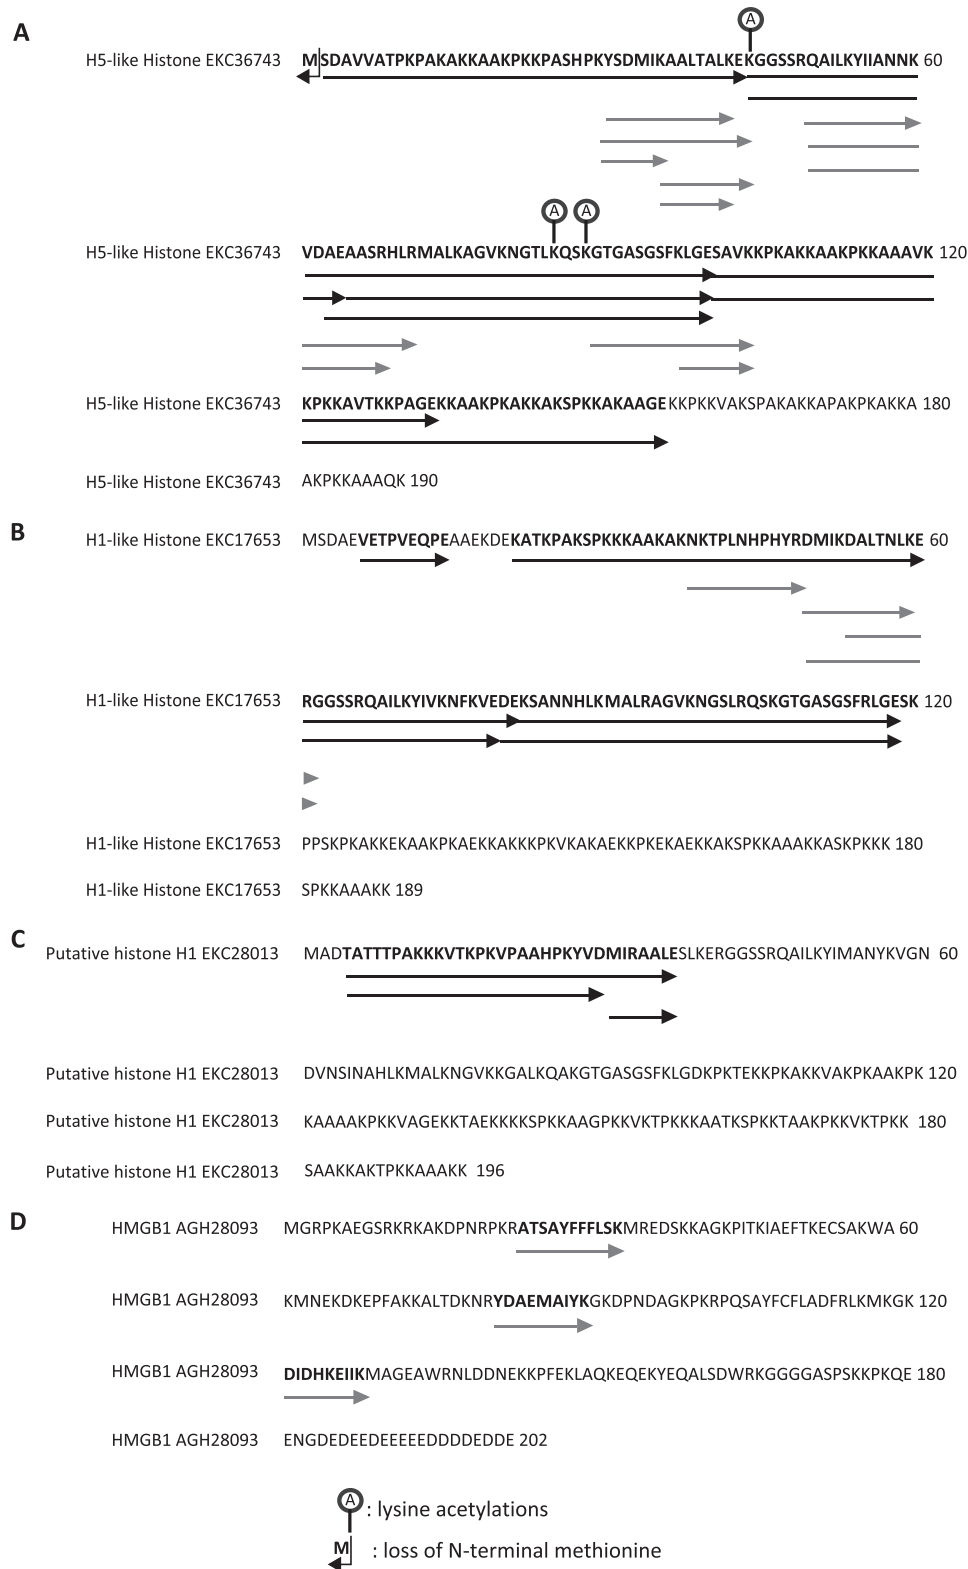 A
A
H5-like Histone EKC36743 MSDAVVATPKPAKAKKAAKPKKPASHPKYSDMIKAALTALKEKGGSSRQAILKYIIANNK 60
A A
H5-like Histone EKC36743 VDAEAASRHLRMALKAGVKNGTLKQSKGTGASGSFKLGESAVKKPKAKKAAKPKKAAAVK 120
H5-like Histone EKC36743 KPKKAVTKKPAGEKKAAKPKAKKAKSPKKAKAAGEKKPKKVAKSPAKAKKAPAKPKAKKA 180
H5-like Histone EKC36743 AKPKKAAAQK 190
B
H1-like Histone EKC17653 MSDAEVETPVEQPEAAEKDEKATKPAKSPKKKAAKAKNKTPLNHPHYRDMIKDALTNLKE 60
H1-like Histone EKC17653 RGGSSRQAILKYIVKNFKVEDEKSANNHLKMALRAGVKNGSLRQSKGTGASGSFRLGESK 120
H1-like Histone EKC17653 PPSKPKAKKEKAAKPKAEKKAKKKPKVKAKAEKKPKEKAEKKAKSPKKAAAKKASKPKKK 180
H1-like Histone EKC17653 SPKKAAAKK 189
C
Putative histone H1 EKC28013 MADTATTTPAKKKVTKPKVPAAHPKYVDMIRAALESLKERGGSSRQAILKYIMANYKVGN 60
Putative histone H1 EKC28013 DVNSINAHLKMALKNGVKKGALKQAKGTGASGSFKLGDKPKTEKKPKAKKVAKPKAAKPK 120
Putative histone H1 EKC28013 KAAAAKPKKVAGEKKTAEKKKKSPKKAAGPKKVKTPKKKAATKSPKKTAAKPKKVKTPKK 180
Putative histone H1 EKC28013 SAAKKAKTPKKAAAKK 196
D
HMGB1 AGH28093 MGRPKAEGSRKRKAKDPNRPKRATSAYFFFLSKMREDSKKAGKPITKIAEFTKECSAKWA 60
HMGB1 AGH28093 KMNEKDKEPFAKKALTDKNRYDAEMAIYKGKDPNDAGKPKRPQSAYFCFLADFRLKMKGK 120
HMGB1 AGH28093 DIDHKEIIKMAGEAWRNLDDNEKKPFEKLAQKEQEKYEQALSDWRKGGGGASPSKKPKQE 180
HMGB1 AGH28093 ENGDEDEEDEEEEEDDDDEDDE 202
A : lysine acetylations
M : loss of N-terminal methionine